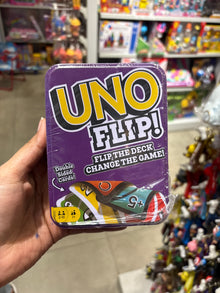 UNO
FLIP!
FLIP THE DECK
CHANGE THE GAME!
Double
Sided
Cards!